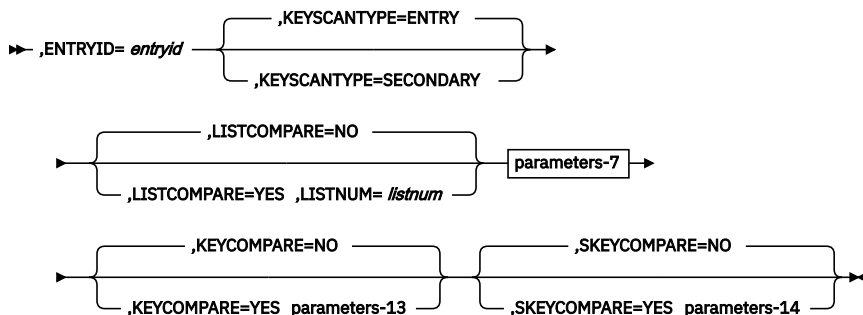 ,KEYSCANTYPE=ENTRY
,ENTRYID= entryid
,KEYSCANTYPE=SECONDARY
,LISTCOMPARE=NO
parameters-7
,LISTCOMPARE=YES ,LISTNUM= listnum
,KEYCOMPARE=NO ,SKEYCOMPARE=NO
,KEYCOMPARE=YES parameters-13 ,SKEYCOMPARE=YES parameters-14